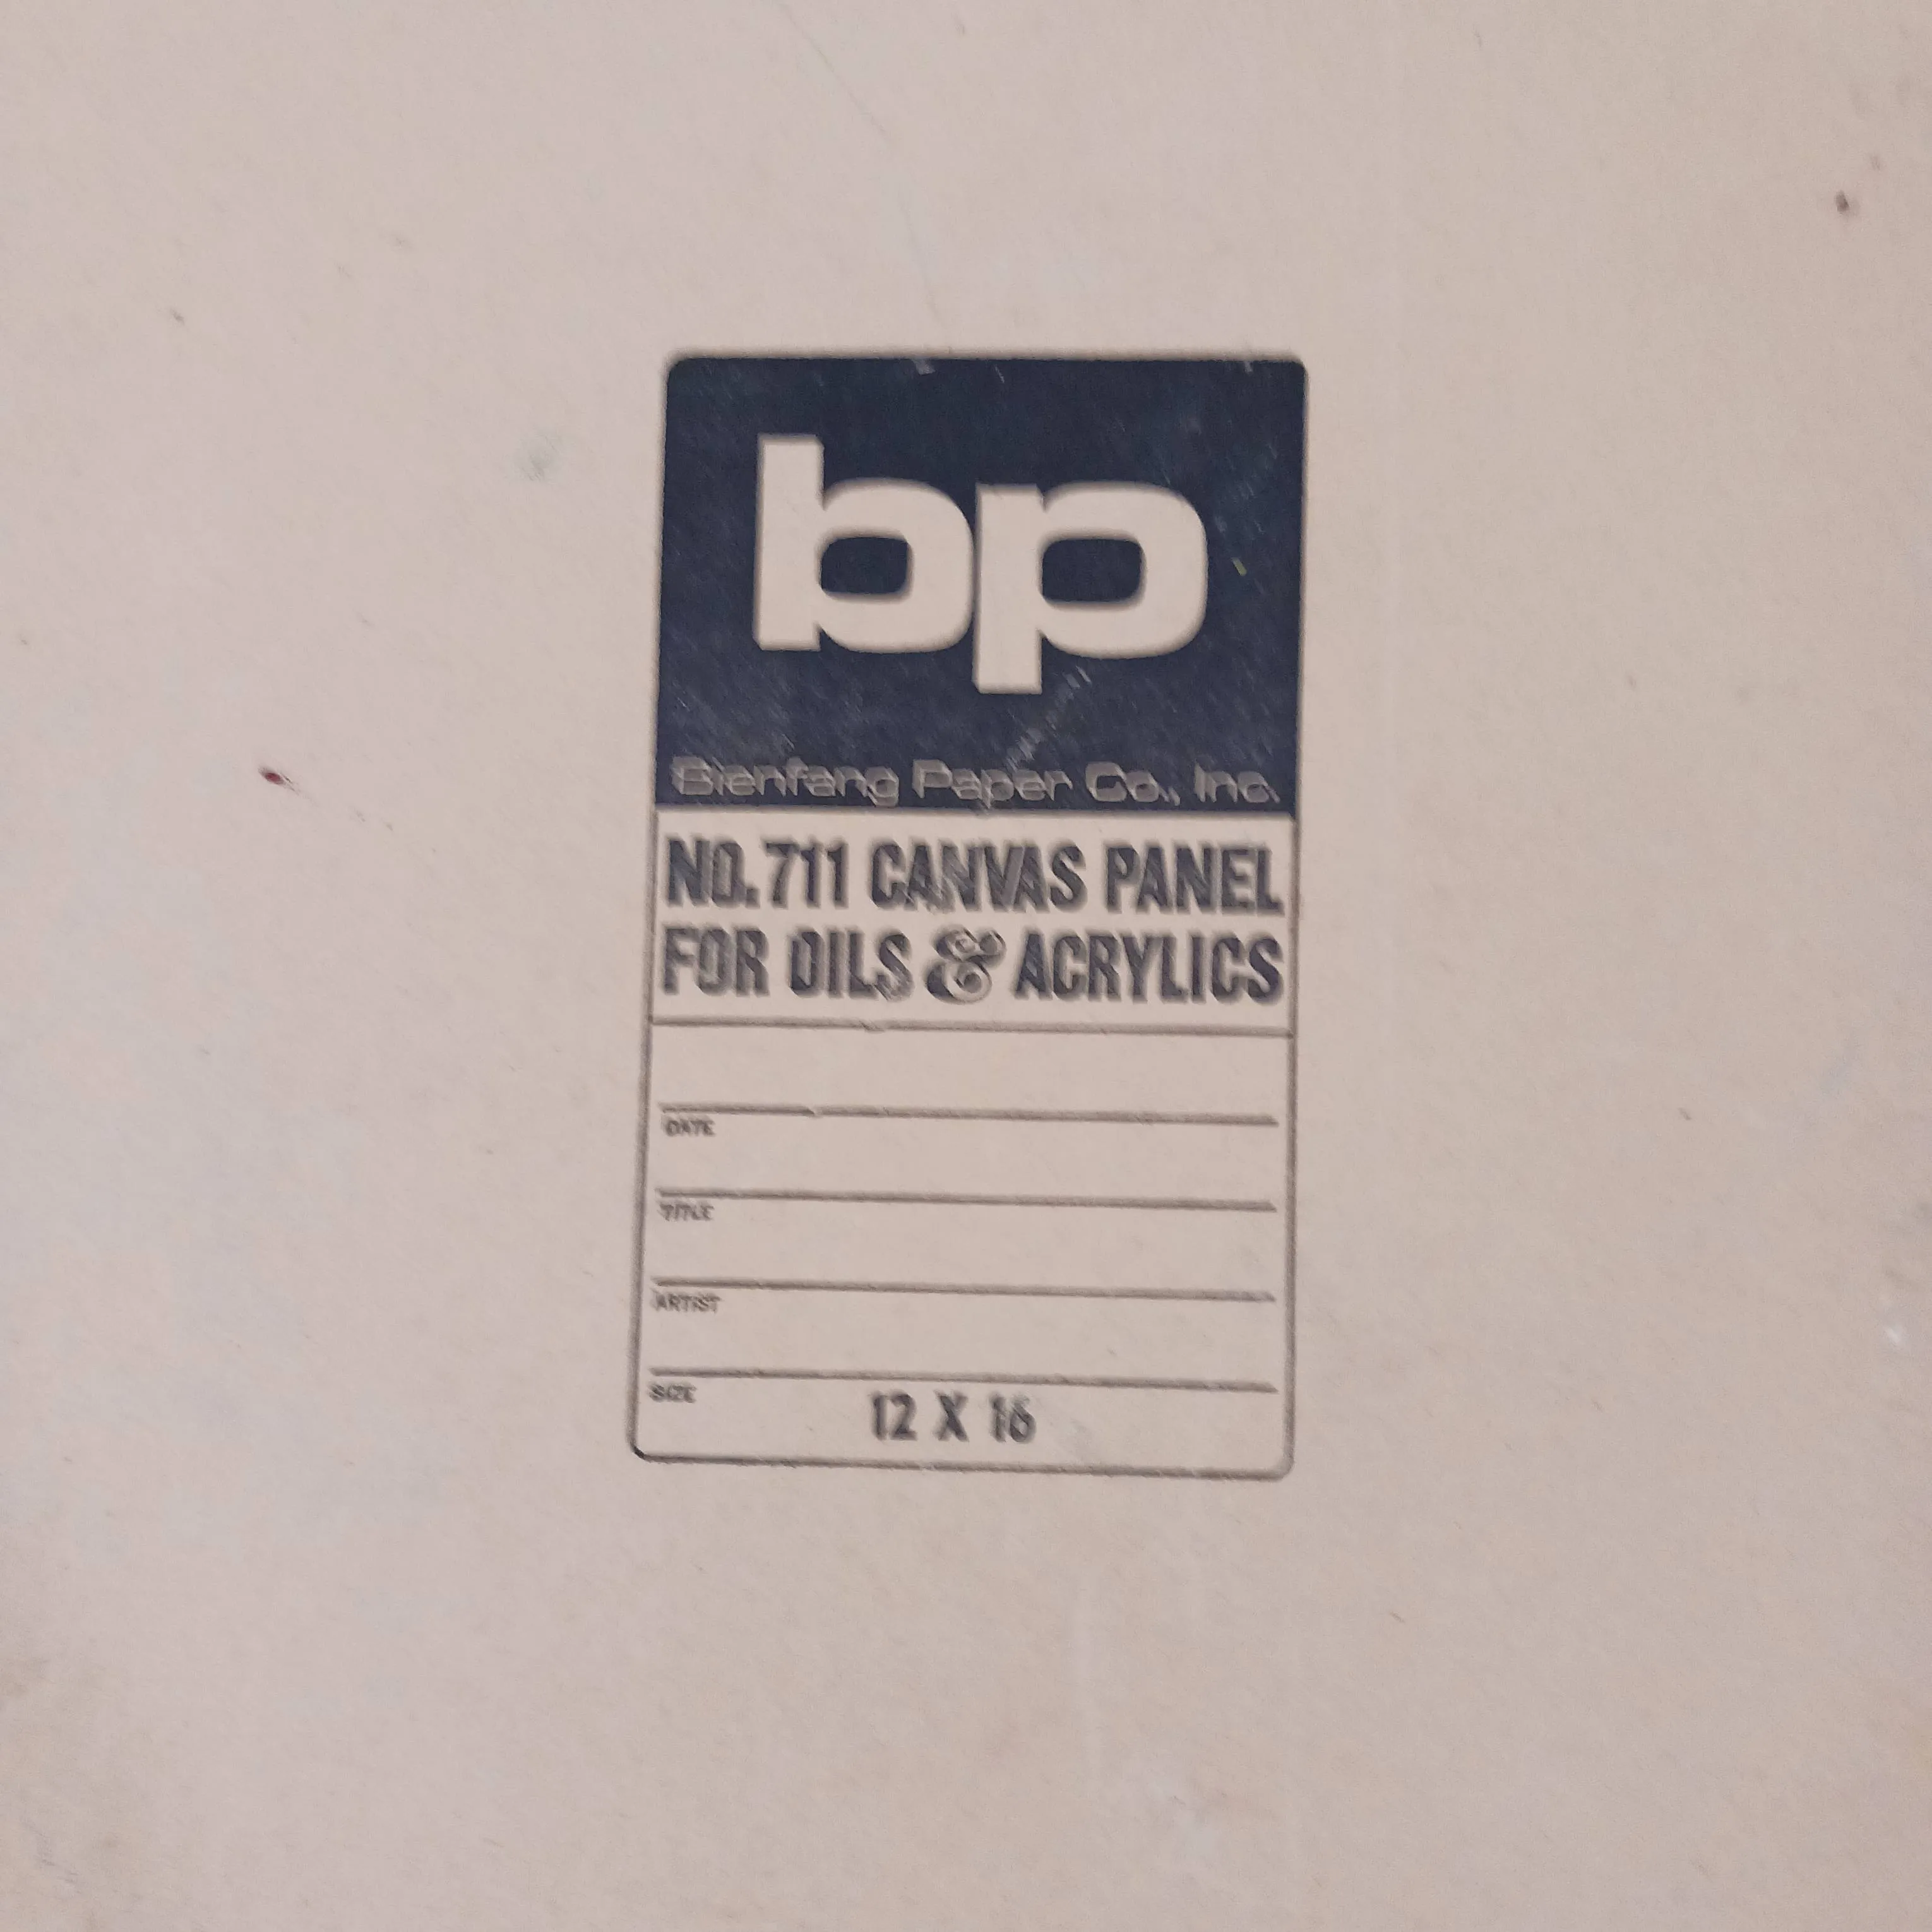 bp
Bienfang Paper Co., Inc.
NO. 711 CANVAS PANEL
FOR OILS & ACRYLICS
DATE
TITLE
ARTIST
SIZE 12 X 16